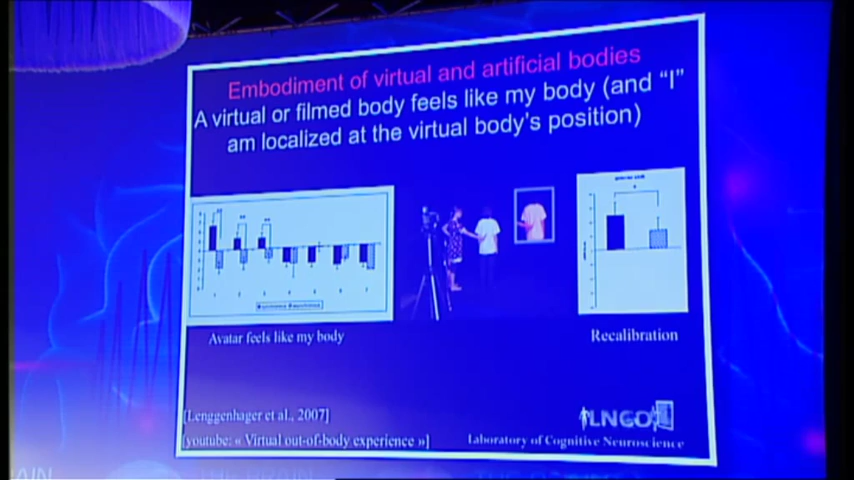 Embodiment of virtual and artificial bodies
A virtual or filmed body feels like my body (and "I"
am localized at the virtual body's position)
Avatar feels like my body
Recalibration
[Lenggenhager et al., 2007]
[youtube: « Virtual out-of-body experience »]
LNCO
Laboratory of Cognitive Neuroscience